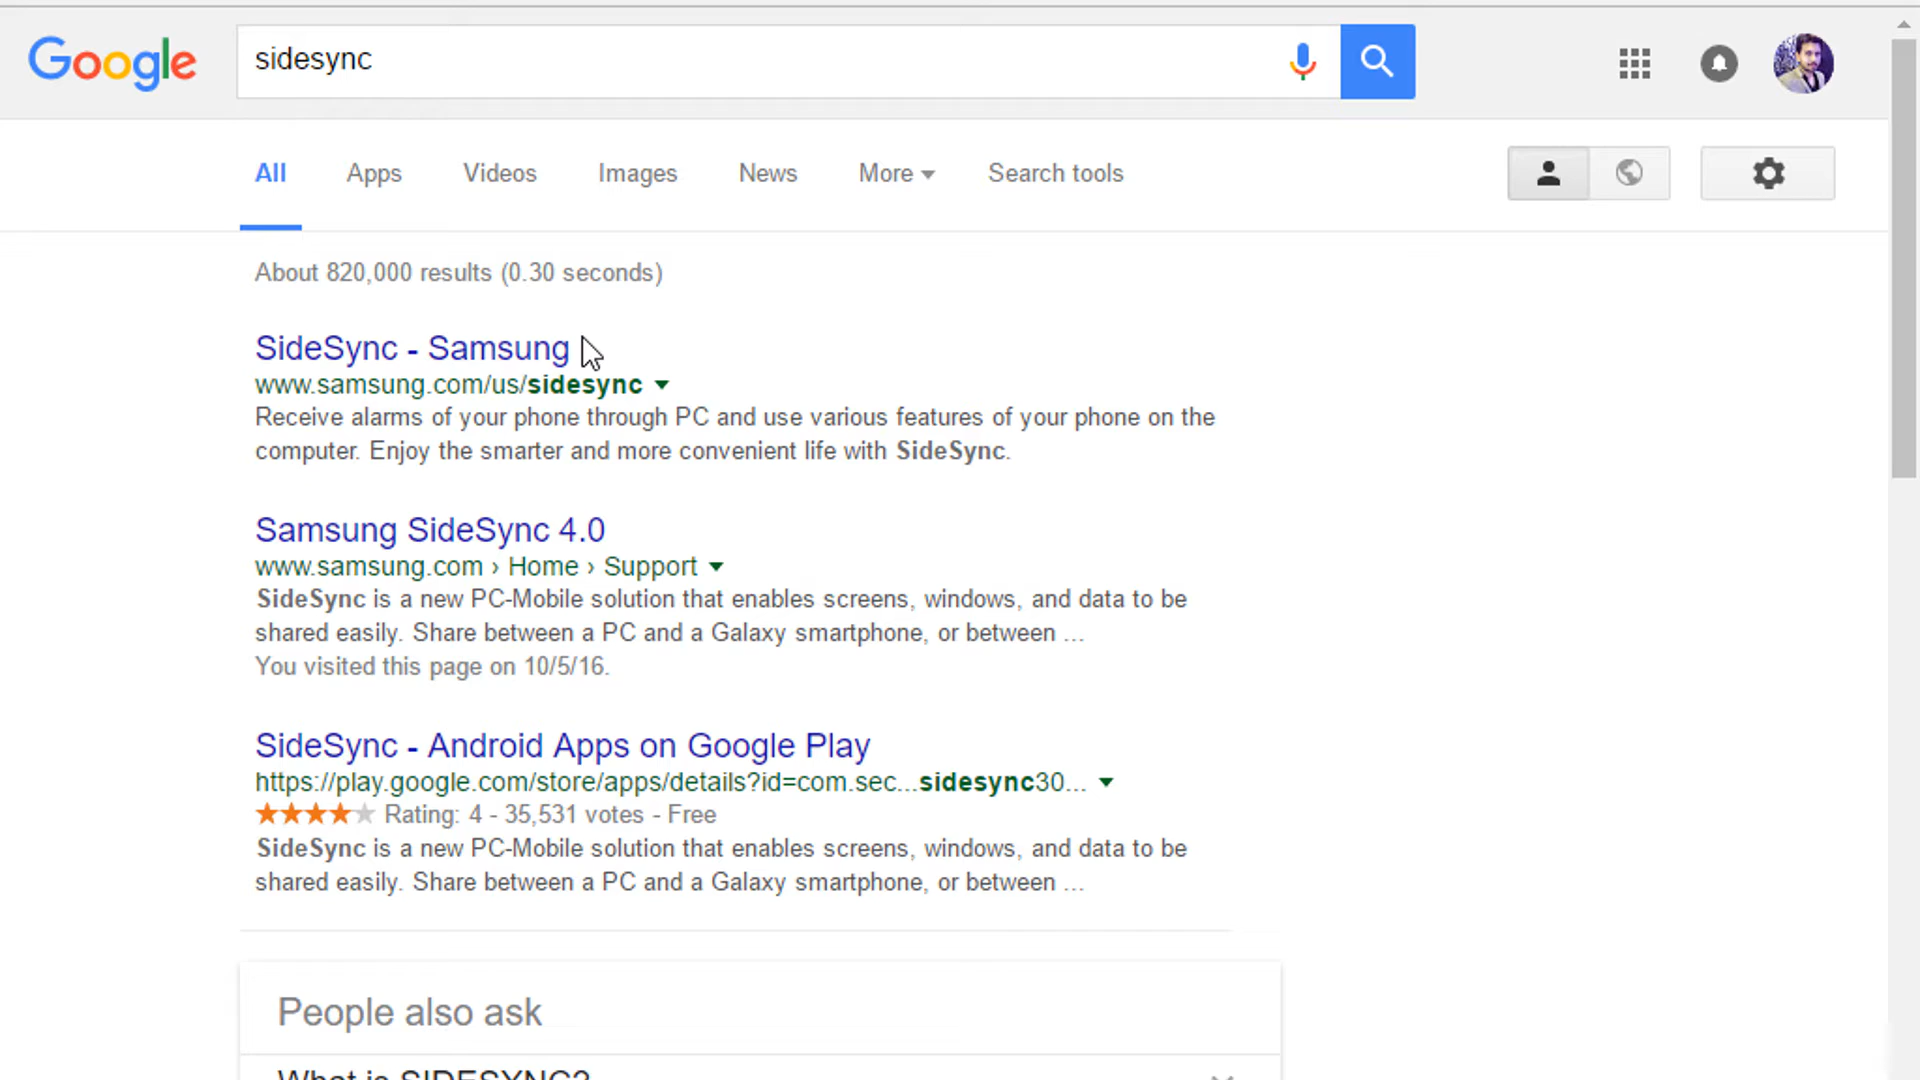 Google
sidesync
All Apps Videos Images News More Search tools
About 820,000 results (0.30 seconds)
SideSync - Samsung
www.samsung.com/us/sidesync
Receive alarms of your phone through PC and use various features of your phone on the
computer. Enjoy the smarter and more convenient life with SideSync.
Samsung SideSync 4.0
www.samsung.com › Home › Support
SideSync is a new PC-Mobile solution that enables screens, windows, and data to be
shared easily. Share between a PC and a Galaxy smartphone, or between ...
You visited this page on 10/5/16.
SideSync - Android Apps on Google Play
https://play.google.com/store/apps/details?id=com.sec...sidesync30...
Rating: 4 - 35,531 votes - Free
SideSync is a new PC-Mobile solution that enables screens, windows, and data to be
shared easily. Share between a PC and a Galaxy smartphone, or between ...
People also ask
What is SIDESYNC?